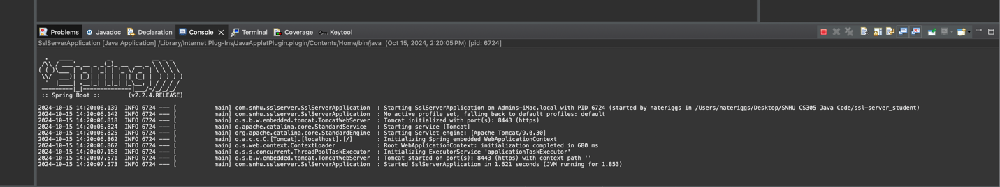 Problems Javadoc Declaration Console Terminal Coverage Keytool
SslServerApplication [Java Application] /Library/Internet Plug-Ins/JavaAppletPlugin.plugin/Contents/Home/bin/java (Oct 15, 2024, 2:20:05 PM) [pid: 6724]
  .   ____          _            __ _ _
 /\\ / ___'_ __ _ _(_)_ __  __ _ \ \ \ \
( ( )\___ | '_ | '_| | '_ \/ _` | \ \ \ \
 \\/  ___)| |_)| | | | | || (_| |  ) ) ) )
  '  |____| .__|_| |_|_| |_\__, | / / / /
 =========|_|==============|___/=/_/_/_/
 :: Spring Boot ::        (v2.2.4.RELEASE)
2024-10-15 14:20:06.139  INFO 6724 --- [           main] com.snhu.sslserver.SslServerApplication  : Starting SslServerApplication on Admins-iMac.local with PID 6724 (started by nateriggs in /Users/nateriggs/Desktop/SNHU CS305 Java Code/ssl-server_student)
2024-10-15 14:20:06.142  INFO 6724 --- [           main] com.snhu.sslserver.SslServerApplication  : No active profile set, falling back to default profiles: default
2024-10-15 14:20:06.818  INFO 6724 --- [           main] o.s.b.w.embedded.tomcat.TomcatWebServer  : Tomcat initialized with port(s): 8443 (https)
2024-10-15 14:20:06.824  INFO 6724 --- [           main] o.apache.catalina.core.StandardService   : Starting service [Tomcat]
2024-10-15 14:20:06.825  INFO 6724 --- [           main] org.apache.catalina.core.StandardEngine  : Starting Servlet engine: [Apache Tomcat/9.0.30]
2024-10-15 14:20:06.862  INFO 6724 --- [           main] o.a.c.c.C.[Tomcat].[localhost].[/]       : Initializing Spring embedded WebApplicationContext
2024-10-15 14:20:06.862  INFO 6724 --- [           main] o.s.web.context.ContextLoader            : Root WebApplicationContext: initialization completed in 680 ms
2024-10-15 14:20:07.158  INFO 6724 --- [           main] o.s.s.concurrent.ThreadPoolTaskExecutor  : Initializing ExecutorService 'applicationTaskExecutor'
2024-10-15 14:20:07.571  INFO 6724 --- [           main] o.s.b.w.embedded.tomcat.TomcatWebServer  : Tomcat started on port(s): 8443 (https) with context path ''
2024-10-15 14:20:07.573  INFO 6724 --- [           main] com.snhu.sslserver.SslServerApplication  : Started SslServerApplication in 1.621 seconds (JVM running for 1.853)